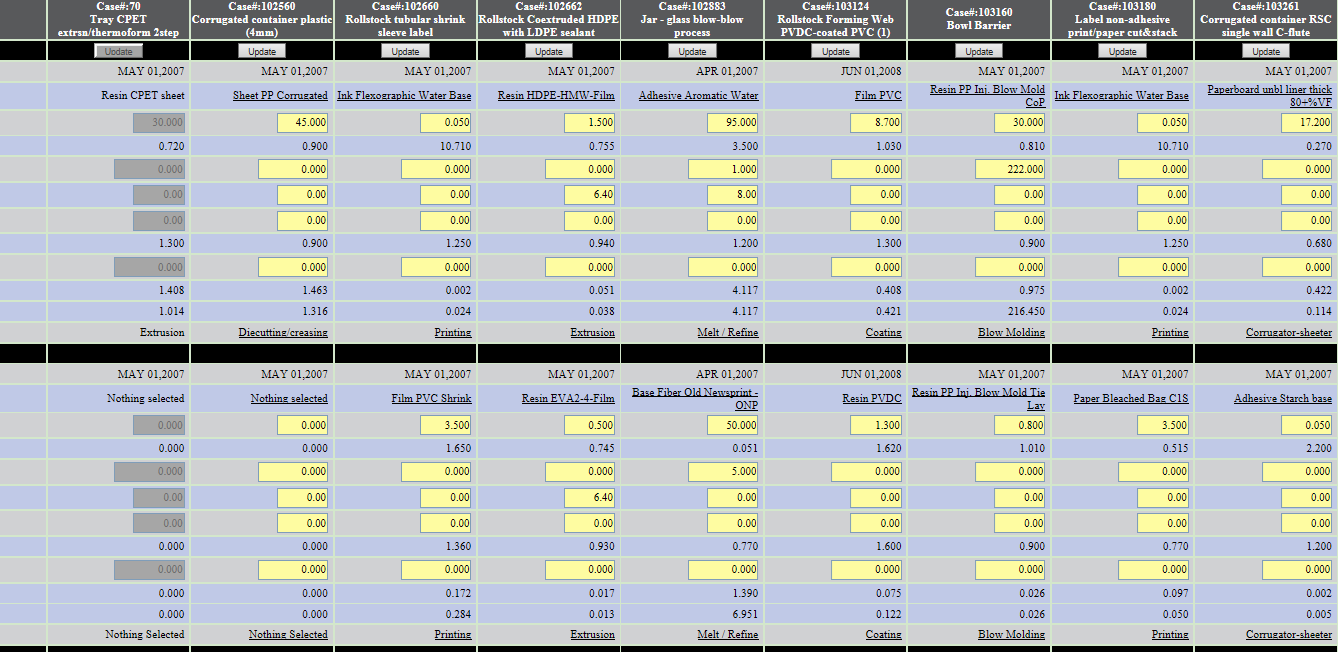 Case#:70 Case#:102560 Case#:102660 Case#:102662 Case#:102883 Case#:103124 Case#:103160 Case#:103180 Case#:103261
Tray CPET Corrugated container plastic Rollstock tubular shrink Rollstock Coextruded HDPE Jar - glass blow-blow Rollstock Forming Web Bowl Barrier Label non-adhesive Corrugated container RSC
extrsn/thermoform 2step (4mm) sleeve label with LDPE sealant process PVDC-coated PVC (1) print/paper cut&stack single wall C-flute
Update Update Update Update Update Update Update Update Update
MAY 01,2007 MAY 01,2007 MAY 01,2007 MAY 01,2007 APR 01,2007 JUN 01,2008 MAY 01,2007 MAY 01,2007 MAY 01,2007
Resin CPET sheet Sheet PP Corrugated Ink Flexographic Water Base Resin HDPE-HMW-Film Adhesive Aromatic Water Film PVC Resin PP Inj. Blow Mold Ink Flexographic Water Base Paperboard unbl liner thick
CoP 80+%VF
30.000 45.000 0.050 1.500 95.000 8.700 30.000 0.050 17.200
0.720 0.900 10.710 0.755 3.500 1.030 0.810 10.710 0.270
0.000 0.000 0.000 0.000 1.000 0.000 222.000 0.000 0.000
0.00 0.00 0.00 6.40 8.00 0.00 0.00 0.00 0.00
0.00 0.00 0.00 0.00 0.00 0.00 0.00 0.00 0.00
1.300 0.900 1.250 0.940 1.200 1.300 0.900 1.250 0.680
0.000 0.000 0.000 0.000 0.000 0.000 0.000 0.000 0.000
1.408 1.463 0.002 0.051 4.117 0.408 0.975 0.002 0.422
1.014 1.316 0.024 0.038 4.117 0.421 216.450 0.024 0.114
Extrusion Diecutting/creasing Printing Extrusion Melt / Refine Coating Blow Molding Printing Corrugator-sheeter
MAY 01,2007 MAY 01,2007 MAY 01,2007 MAY 01,2007 APR 01,2007 JUN 01,2008 MAY 01,2007 MAY 01,2007 MAY 01,2007
Nothing selected Nothing selected Film PVC Shrink Resin EVA2-4-Film Base Fiber Old Newsprint - Resin PVDC Resin PP Inj. Blow Mold Tie Paper Bleached Bag C1S Adhesive Starch base
ONP Lay
0.000 0.000 3.500 0.500 50.000 1.300 0.800 3.500 0.050
0.000 0.000 1.650 0.745 0.051 1.620 1.010 0.515 2.200
0.000 0.000 0.000 0.000 5.000 0.000 0.000 0.000 0.000
0.00 0.00 0.00 6.40 0.00 0.00 0.00 0.00 0.00
0.00 0.00 0.00 0.00 0.00 0.00 0.00 0.00 0.00
0.000 0.000 1.360 0.930 0.770 1.600 0.900 0.770 1.200
0.000 0.000 0.000 0.000 0.000 0.000 0.000 0.000 0.000
0.000 0.000 0.172 0.017 1.390 0.075 0.026 0.097 0.002
0.000 0.000 0.284 0.013 6.951 0.122 0.026 0.050 0.005
Nothing Selected Nothing Selected Printing Extrusion Melt / Refine Coating Blow Molding Printing Corrugator-sheeter